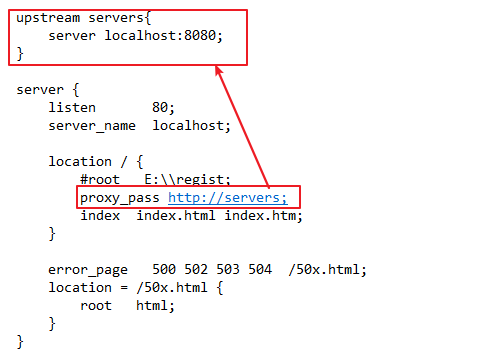 upstream servers{
    server localhost:8080;
}

server {
    listen       80;
    server_name  localhost;

    location / {
        #root   E:\\regist;
        proxy_pass http://servers;
        index  index.html index.htm;
    }

    error_page   500 502 503 504  /50x.html;
    location = /50x.html {
        root   html;
    }
}